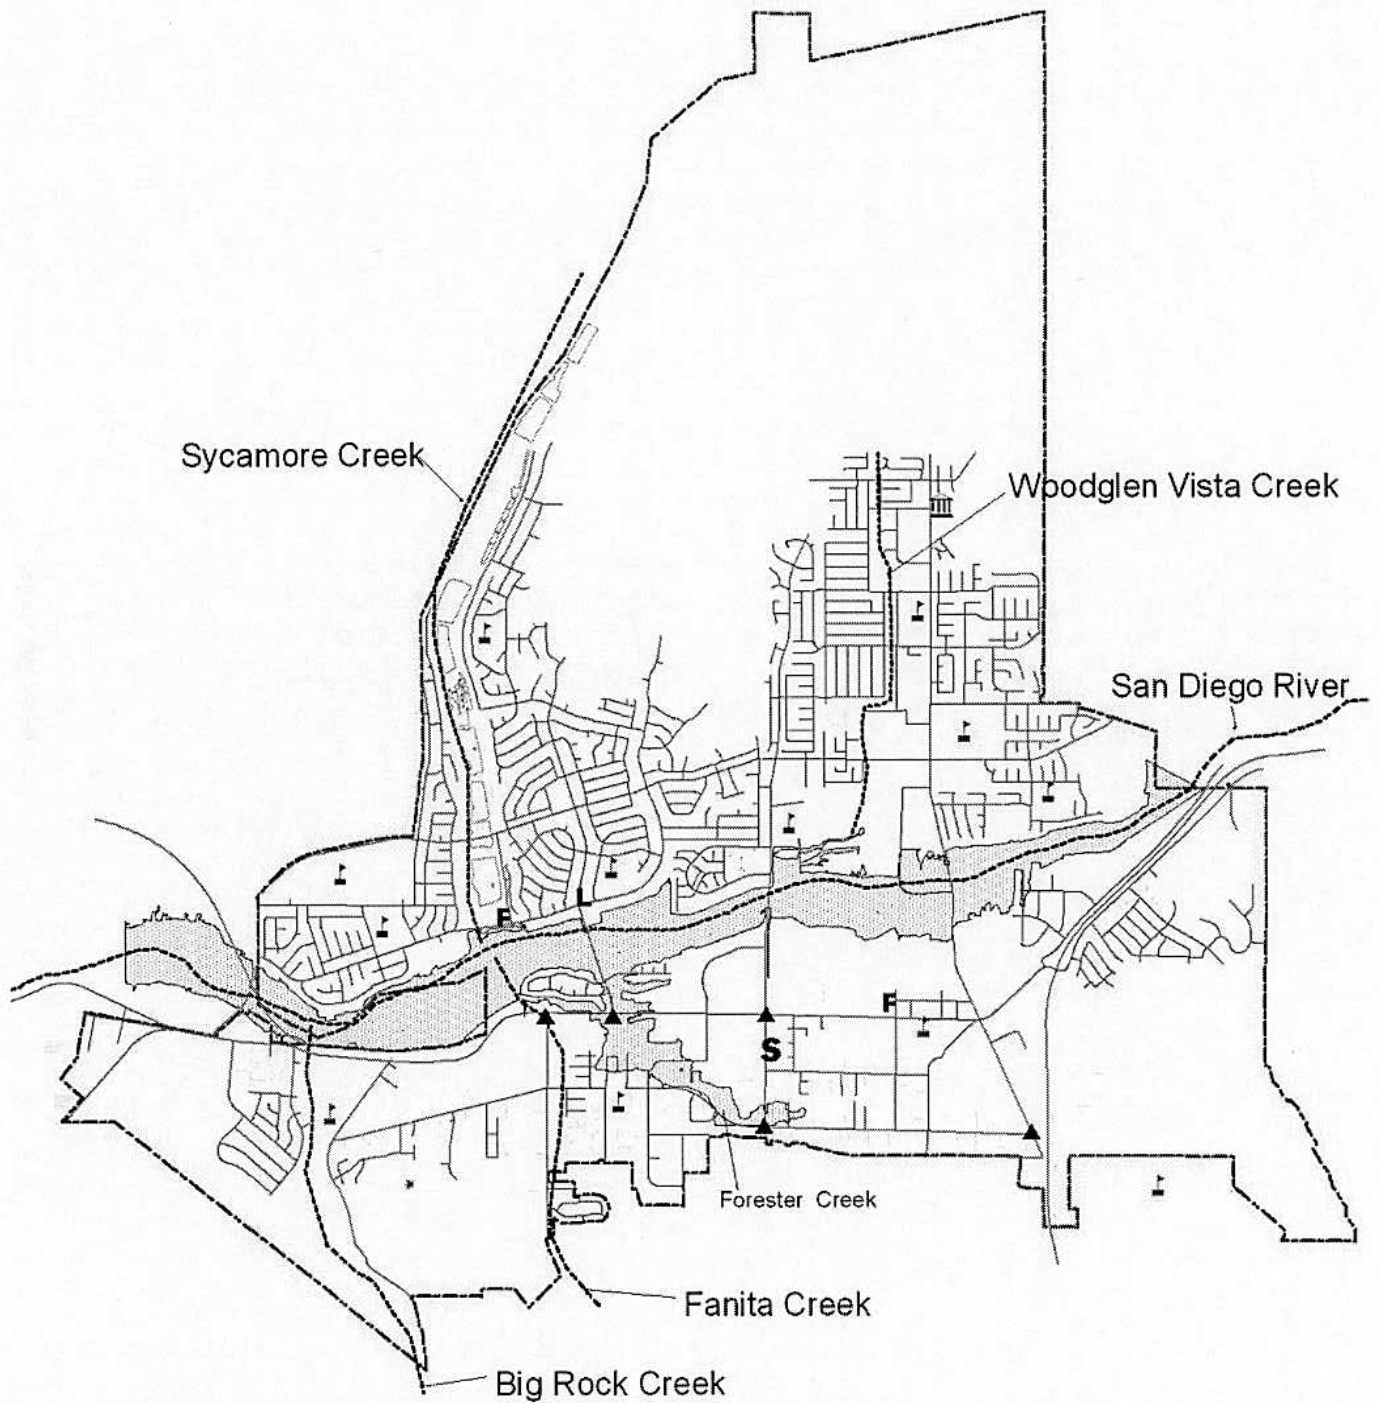 Sycamore Creek
Woodglen Vista Creek
San Diego River
F
L
F
S
Forester Creek
Fanita Creek
Big Rock Creek